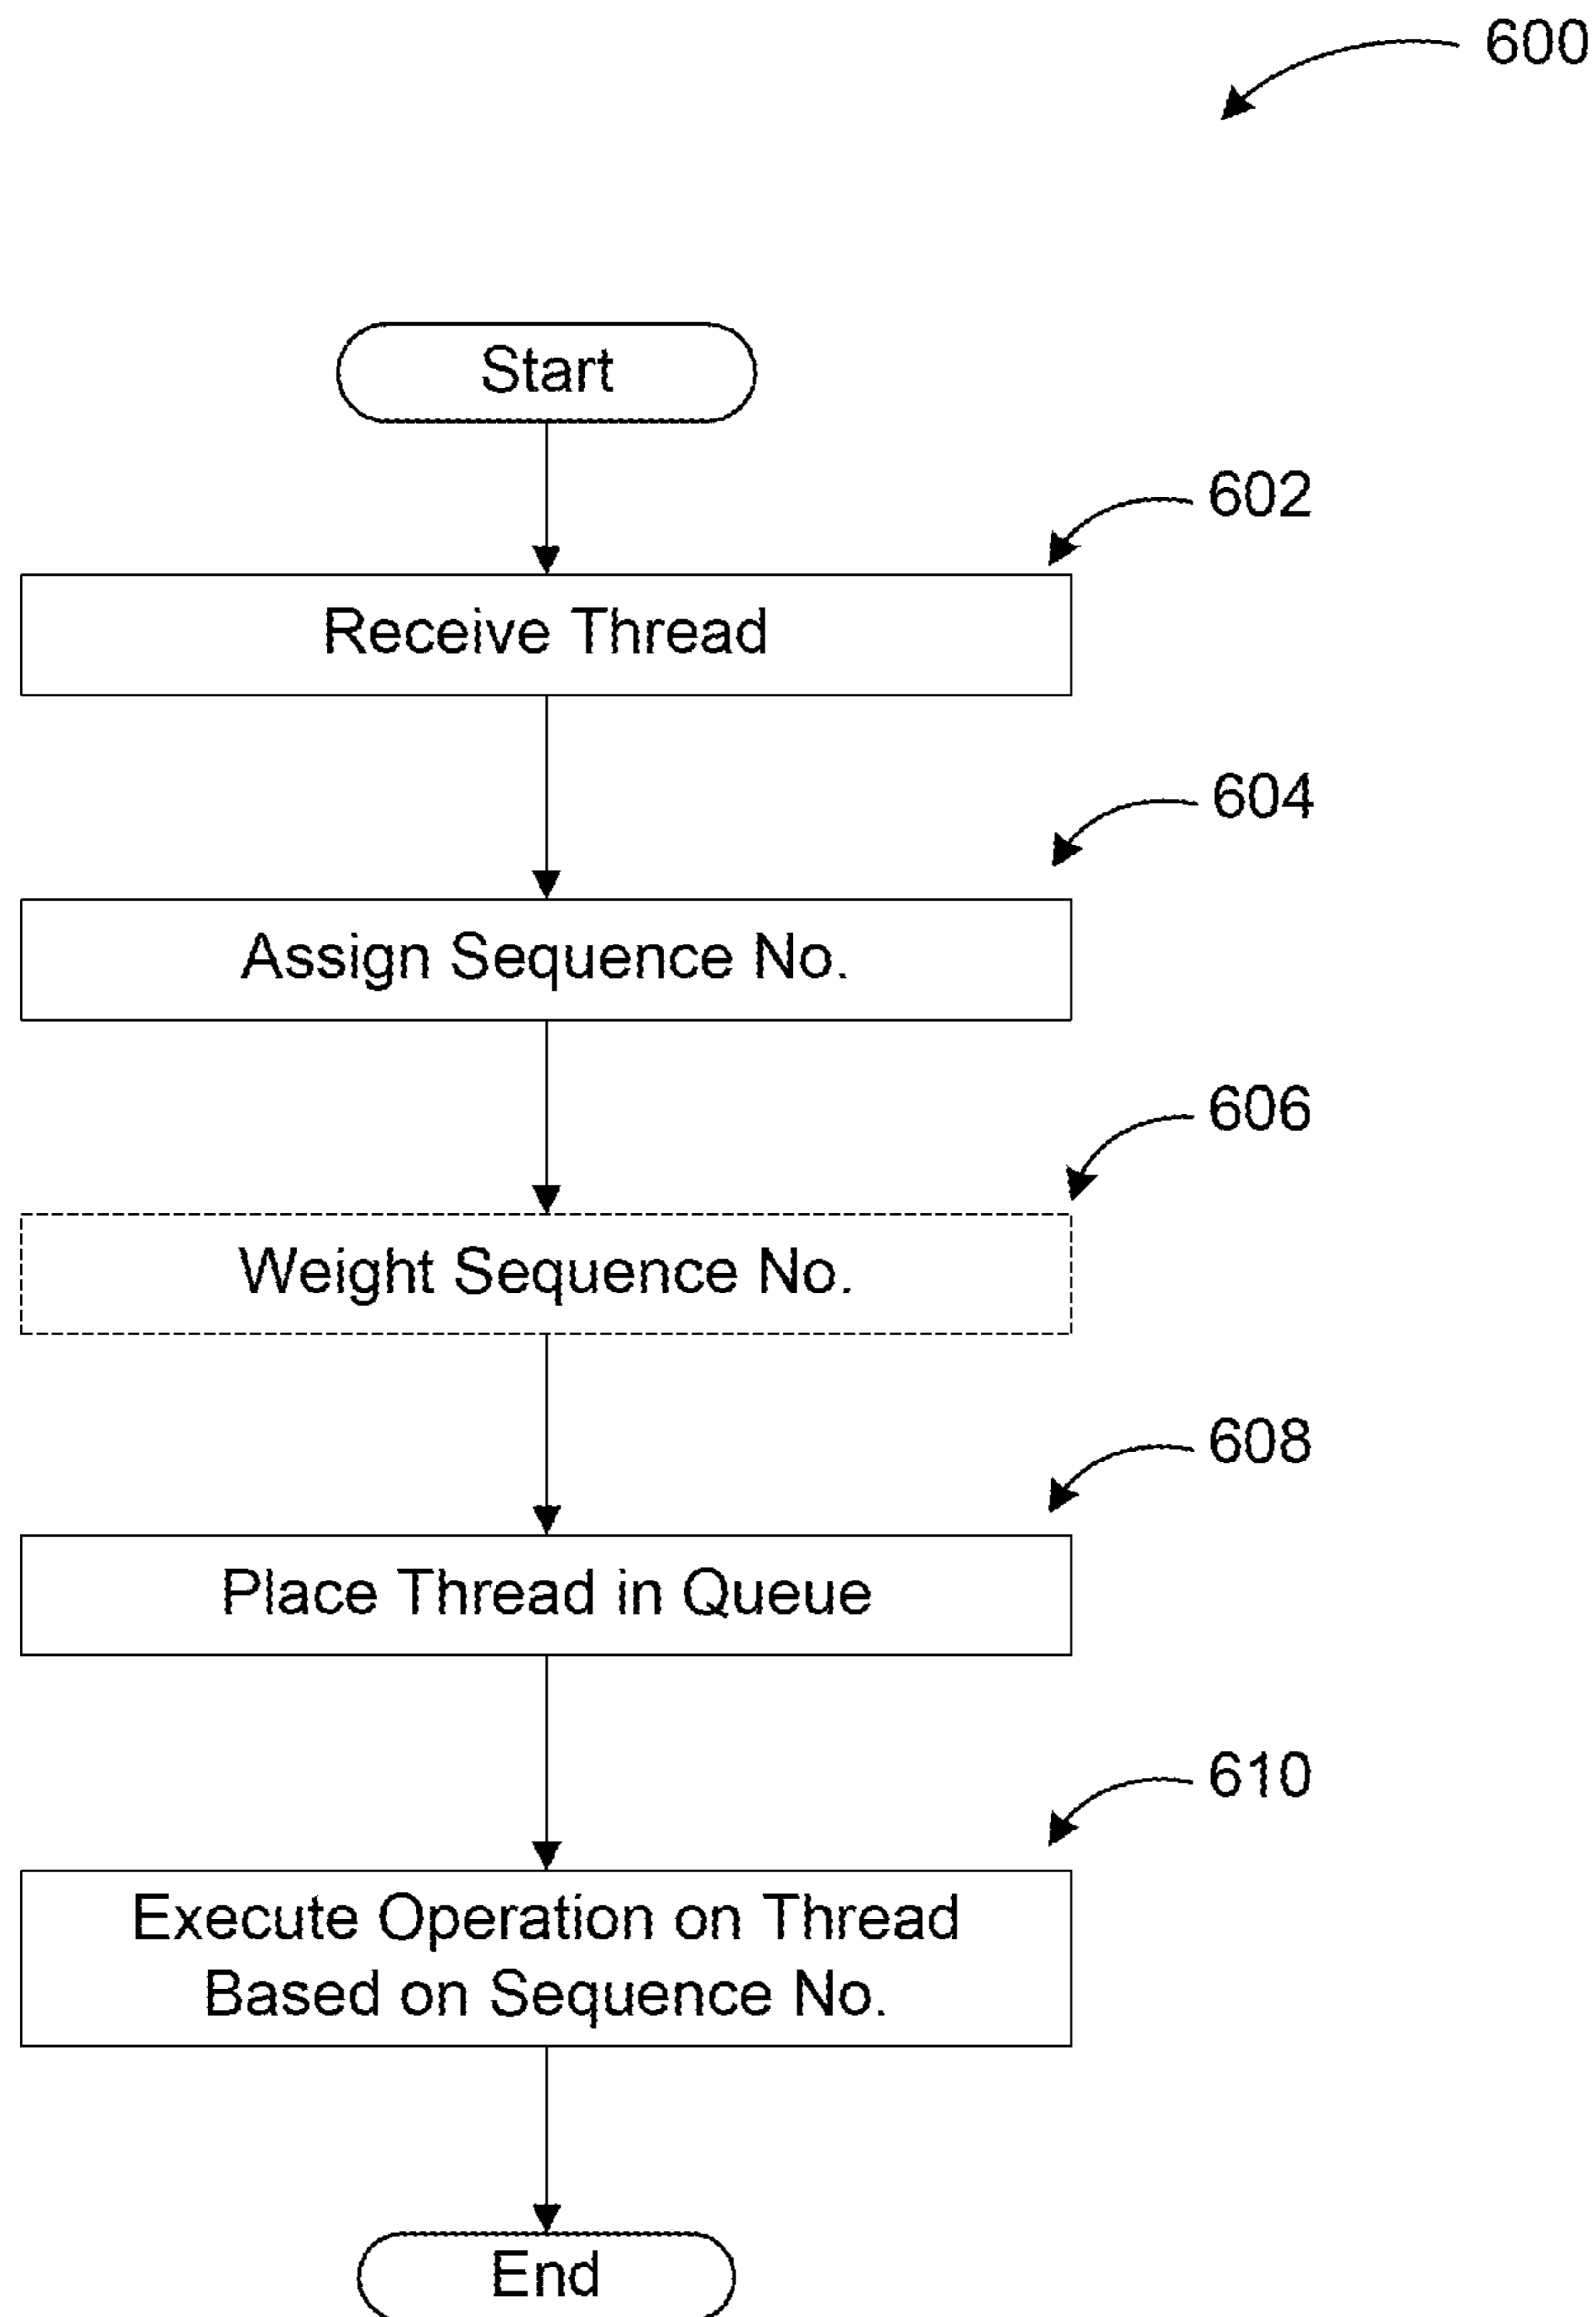 600
Start
602
Receive Thread
604
Assign Sequence No.
606
Weight Sequence No.
608
Place Thread in Queue
610
Execute Operation on Thread
Based on Sequence No.
End